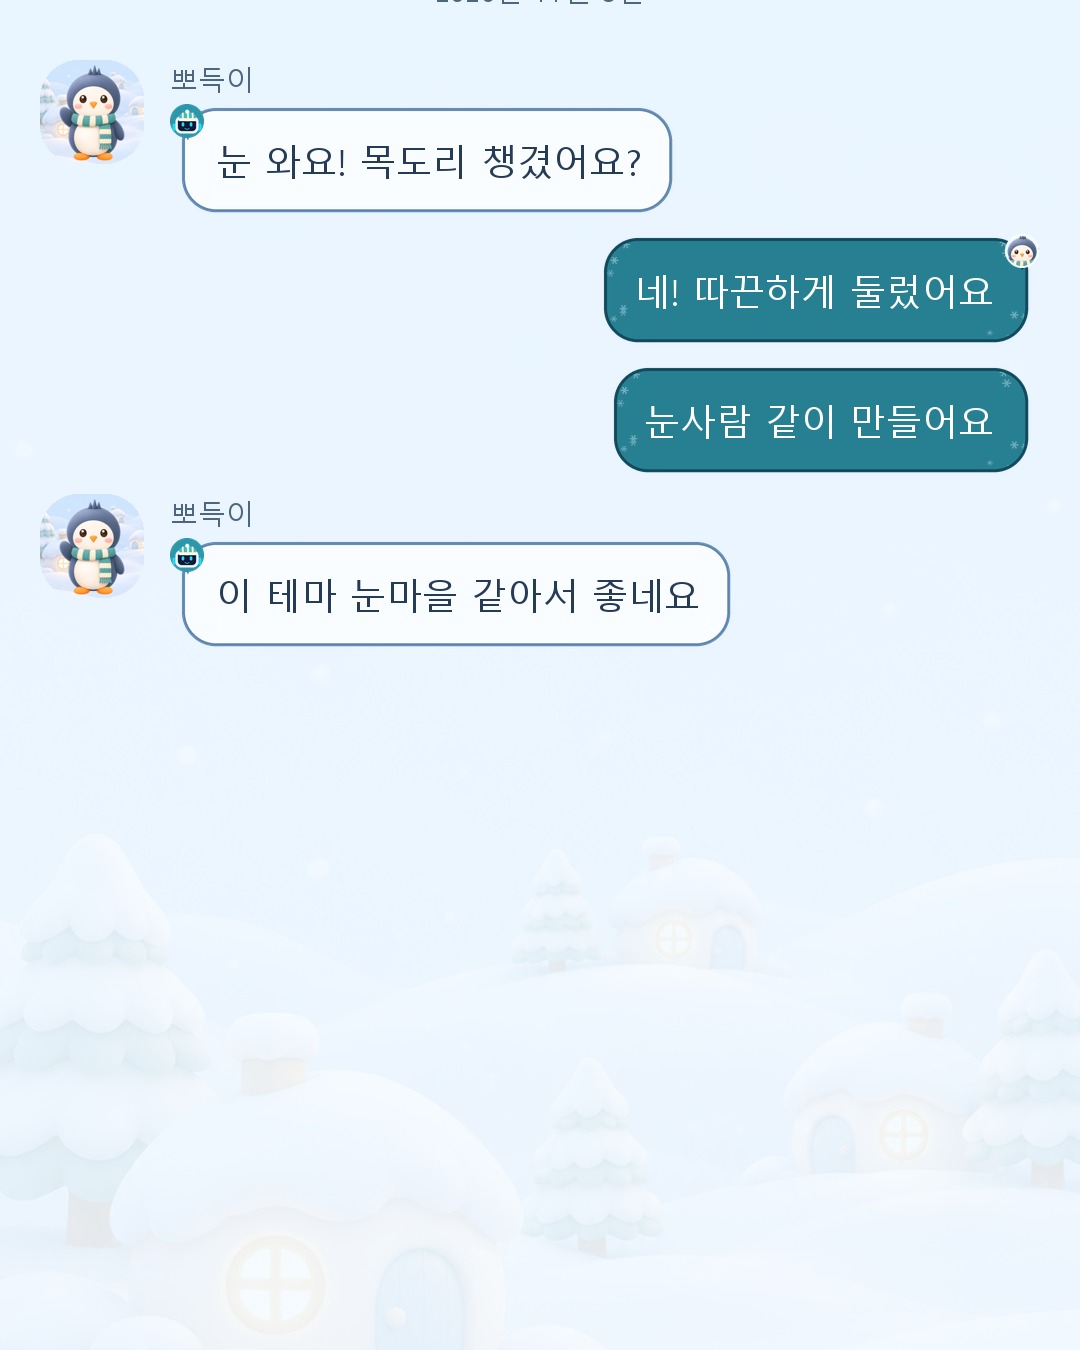 뽀득이
눈 와요! 목도리 챙겼어요?
네! 따끈하게 둘렀어요
눈사람 같이 만들어요
뽀득이
이 테마 눈마을 같아서 좋네요